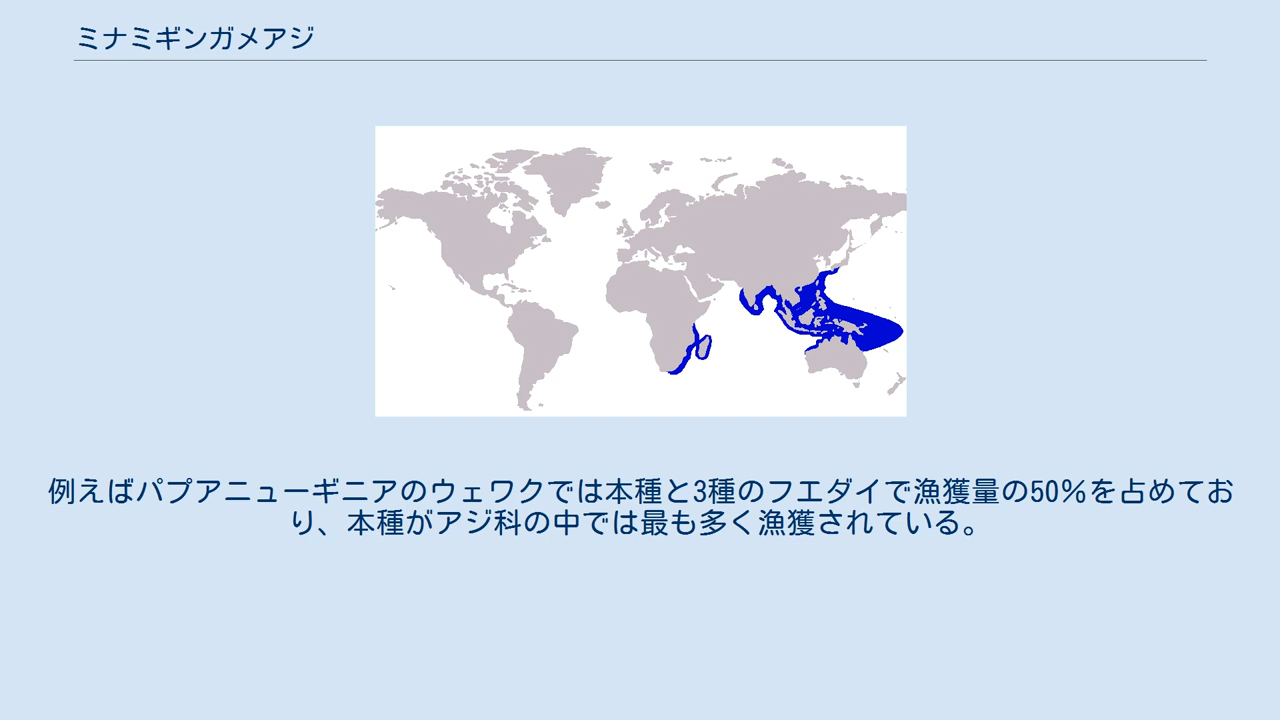 ミナミギンガメアジ
例えばパプアニューギニアのウェワクでは本種と3種のフエダイで漁獲量の50%を占めてお
り、本種がアジ科の中では最も多く漁獲されている。